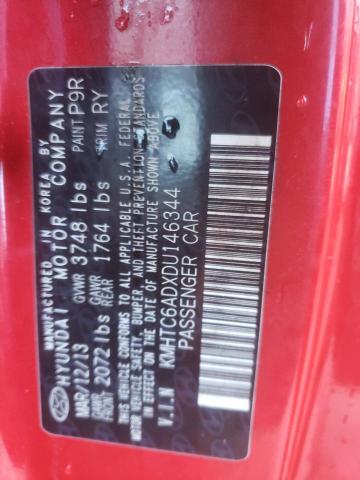 MANUFACTURED IN KOREA BY
HYUNDAI MOTOR COMPANY
MAR/12/13 GVWR 3748 lbs PAINT P9R
GAWR FRONT 2072 lbs GAWR REAR 1764 lbs TRIM RY
THIS VEHICLE CONFORMS TO ALL APPLICABLE U.S.A. FEDERAL
MOTOR VEHICLE SAFETY, BUMPER, AND THEFT PREVENTION STANDARDS
IN EFFECT ON THE DATE OF MANUFACTURE SHOWN ABOVE
V.I.N KMHTC6ADXDU146344
PASSENGER CAR